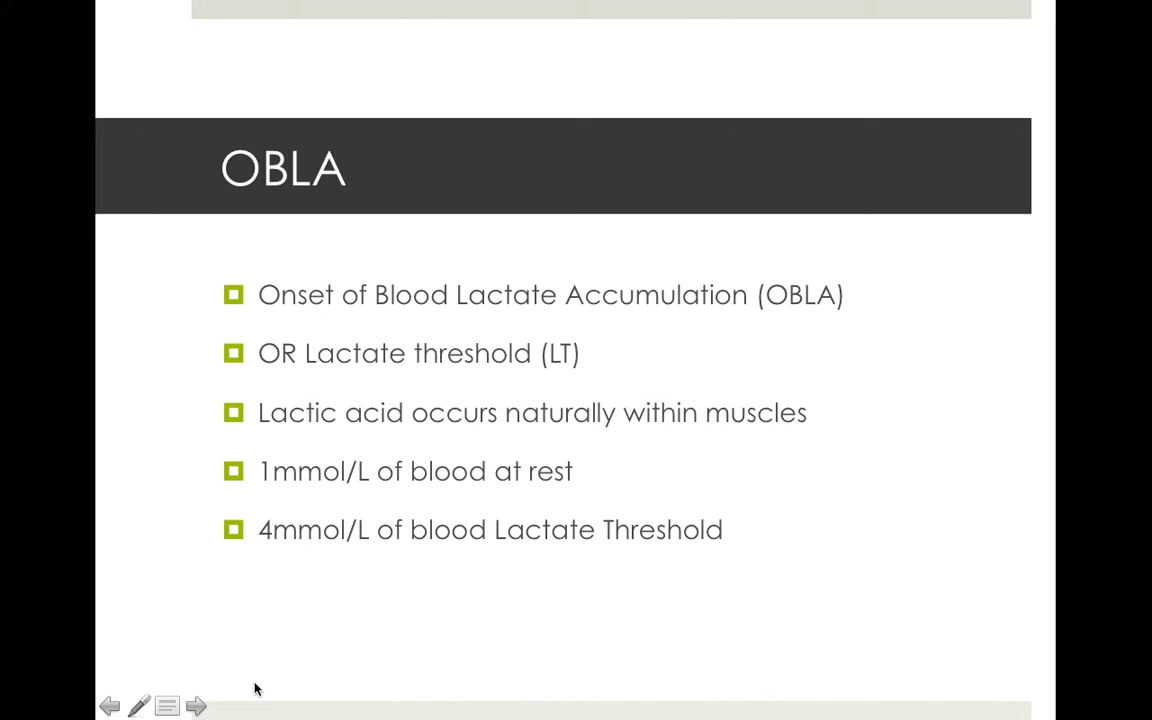 OBLA
Onset of Blood Lactate Accumulation (OBLA)
OR Lactate threshold (LT)
Lactic acid occurs naturally within muscles
1mmol/L of blood at rest
4mmol/L of blood Lactate Threshold